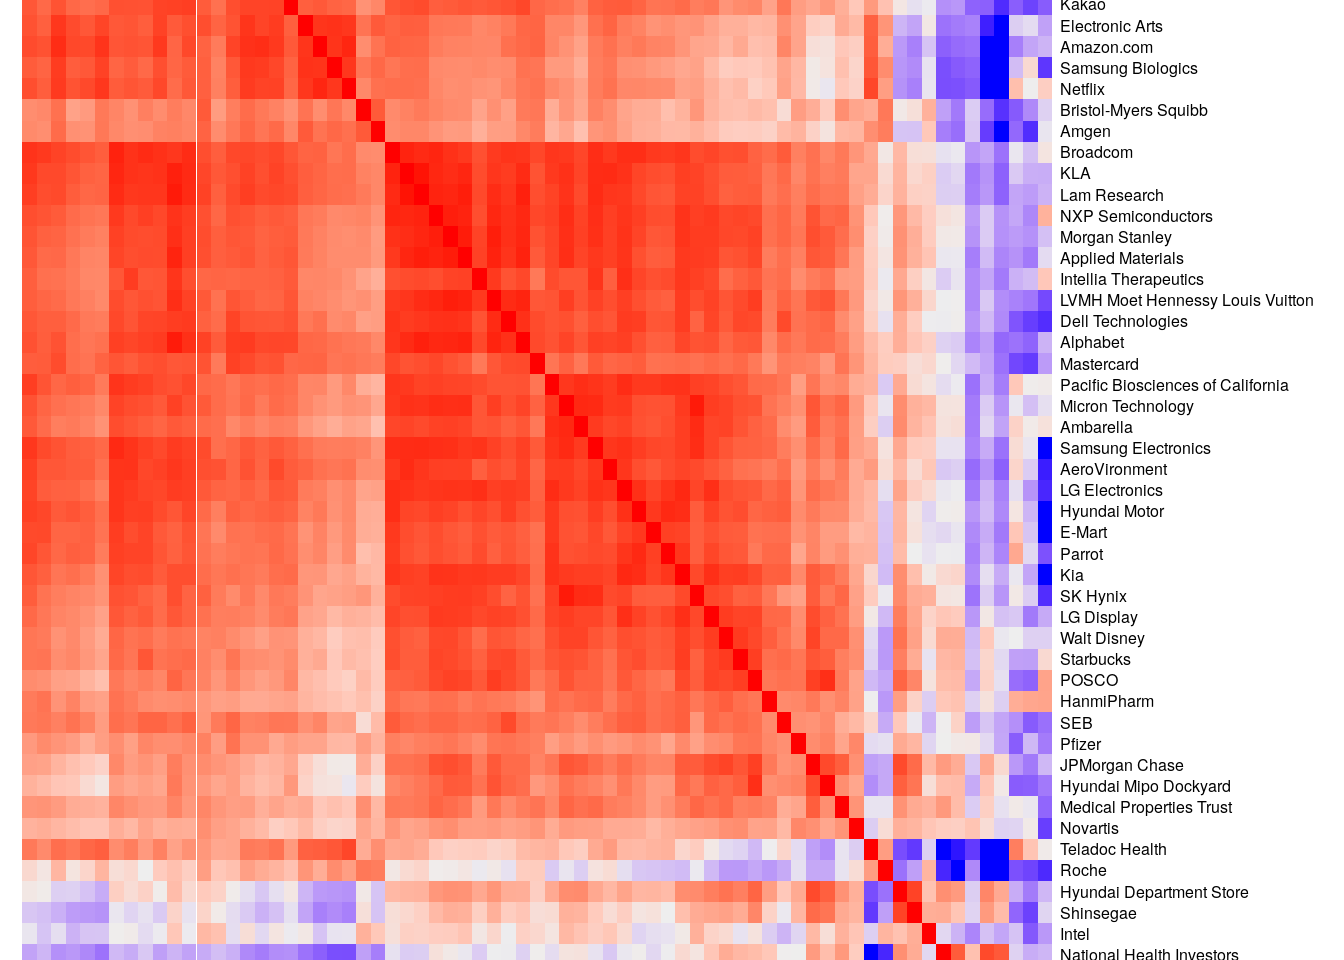 Kakao
Electronic Arts
Amazon.com
Samsung Biologics
Netflix
Bristol-Myers Squibb
Amgen
Broadcom
KLA
Lam Research
NXP Semiconductors
Morgan Stanley
Applied Materials
Intellia Therapeutics
LVMH Moet Hennessy Louis Vuitton
Dell Technologies
Alphabet
Mastercard
Pacific Biosciences of California
Micron Technology
Ambarella
Samsung Electronics
AeroVironment
LG Electronics
Hyundai Motor
E-Mart
Parrot
Kia
SK Hynix
LG Display
Walt Disney
Starbucks
POSCO
HanmiPharm
SEB
Pfizer
JPMorgan Chase
Hyundai Mipo Dockyard
Medical Properties Trust
Novartis
Teladoc Health
Roche
Hyundai Department Store
Shinsegae
Intel
National Health Investors